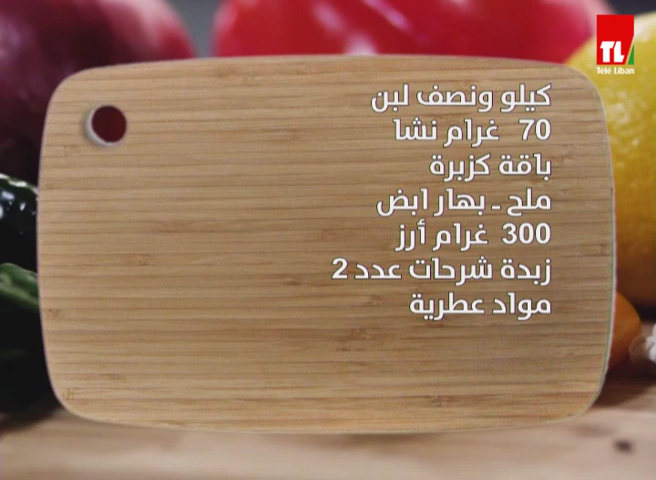 TL
Télé Liban
كيلو ونصف لبن
70 غرام نشا
باقة كزبرة
ملح - بهار ابض
300 غرام أرز
زبدة شرحات عدد 2
مواد عطرية